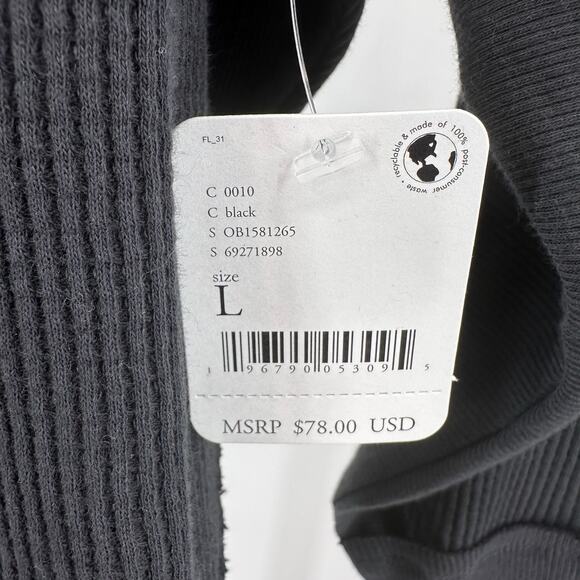 FL_31
recyclable & made of 100% post-consumer waste •
C 0010
C black
S OB1581265
S 69271898
size
L
1 96790 05309 5
MSRP $78.00 USD